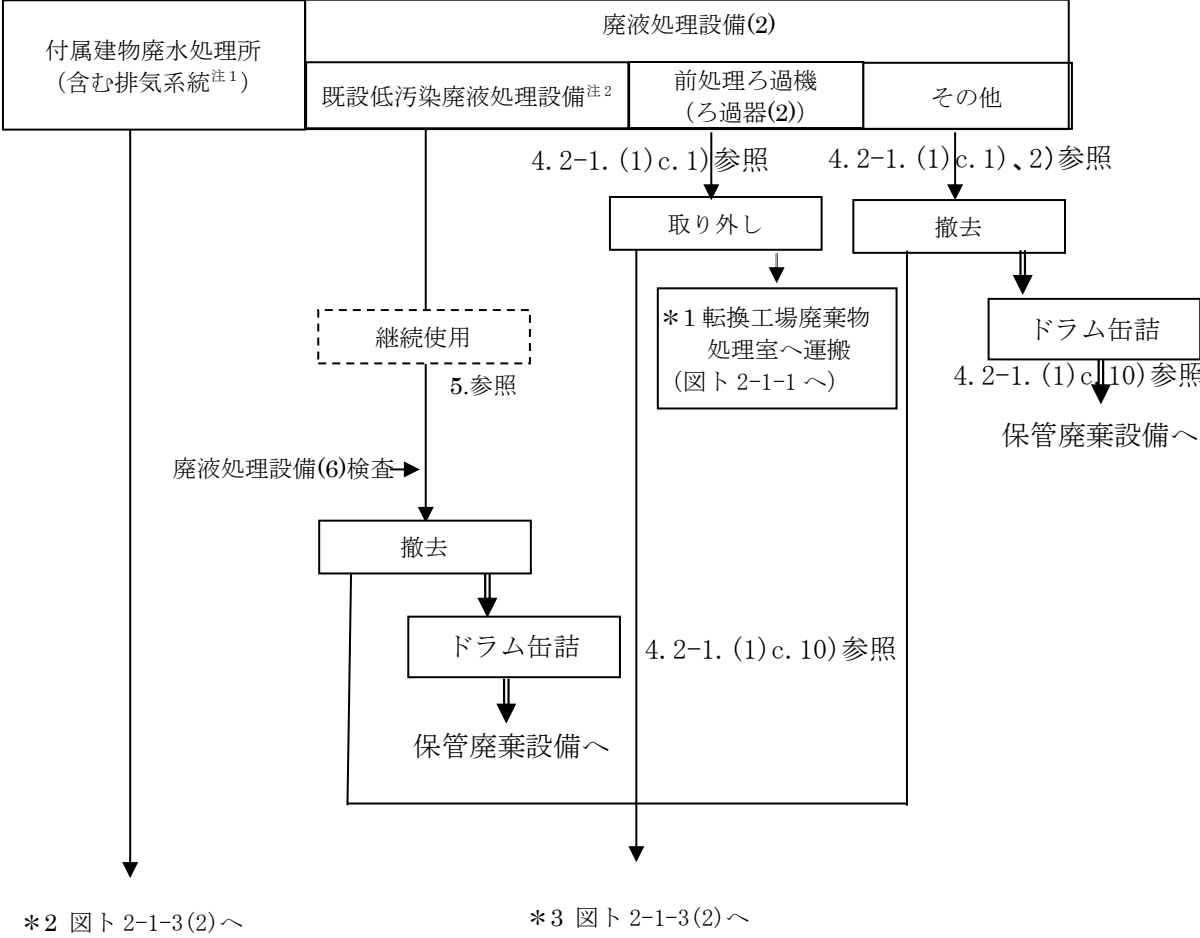 付属建物廃水処理所
(含む排気系統注1)
廃液処理設備(2)
既設低汚染廃液処理設備注2
前処理ろ過機
(ろ過器(2))
その他
4.2-1.(1)c.1)参照
4.2-1.(1)c.1)、2)参照
取り外し
撤去
継続使用
5.参照
*1転換工場廃棄物
処理室へ運搬
(図ト2-1-1へ)
ドラム缶詰
4.2-1.(1)c.10)参照
保管廃棄設備へ
廃液処理設備(6)検査
撤去
ドラム缶詰
4.2-1.(1)c.10)参照
保管廃棄設備へ
*2 図ト2-1-3(2)へ
*3 図ト2-1-3(2)へ